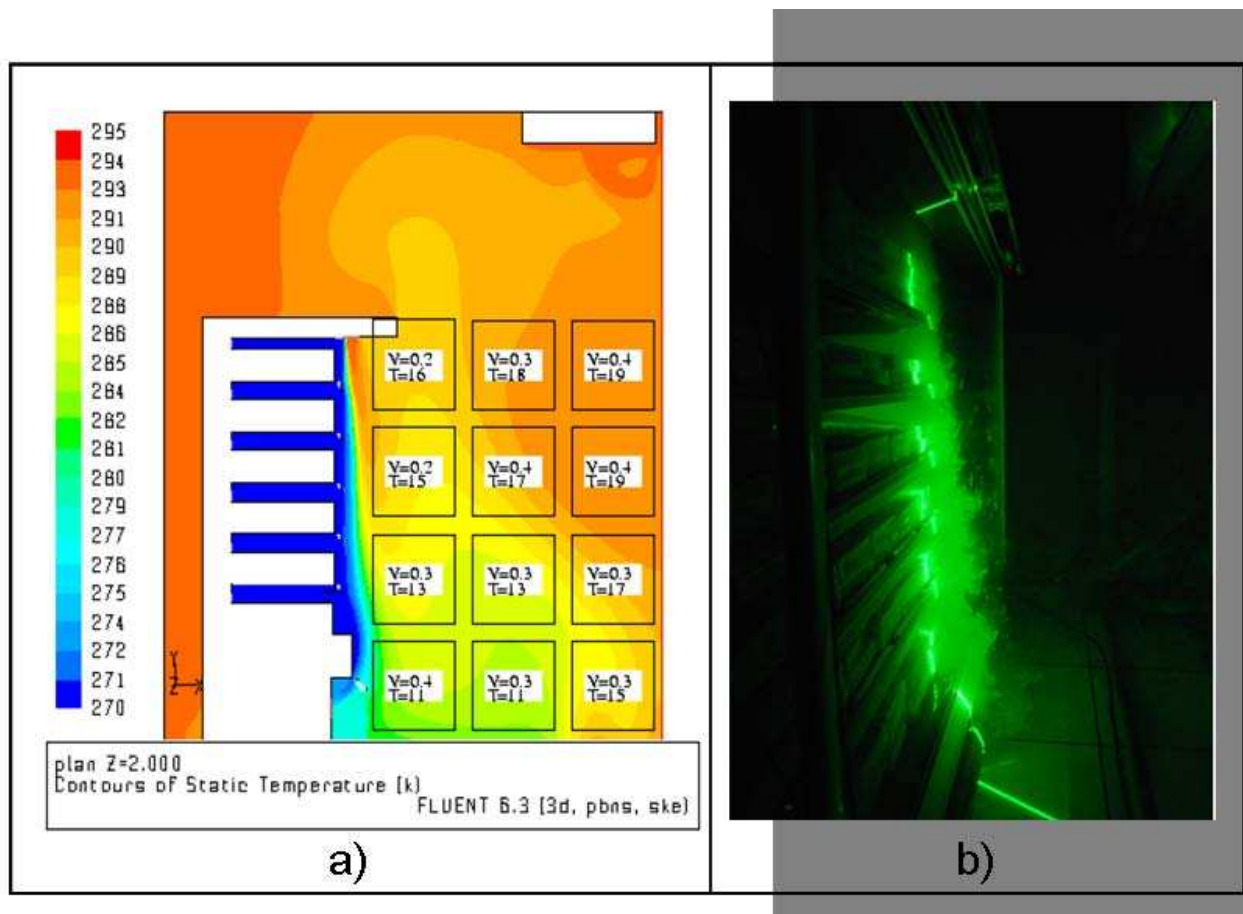 295
294
293
291
290
289
288
286
285
284
282
281
280
279
277
276
275
274
272
271
270
V=0.2
T=16
V=0.3
T=18
V=0.4
T=19
V=0.2
T=15
V=0.4
T=17
V=0.4
T=19
V=0.3
T=13
V=0.3
T=13
V=0.3
T=17
V=0.4
T=11
V=0.3
T=11
V=0.3
T=15
Y
Z X
plan Z=2.000
Contours of Static Temperature (k)
FLUENT 6.3 (3d, pbns, ske)
a)
b)